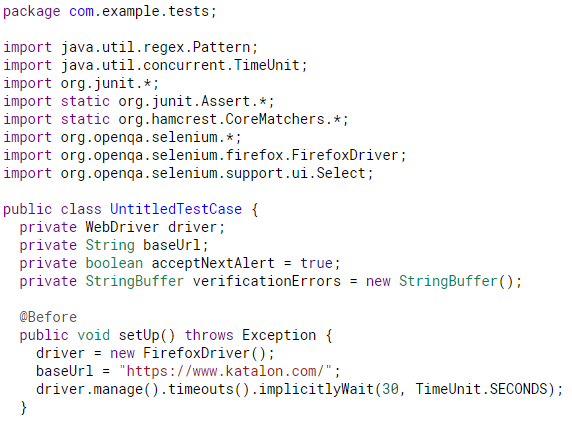 package com.example.tests;
import java.util.regex.Pattern;
import java.util.concurrent.TimeUnit;
import org.junit.*;
import static org.junit.Assert.*;
import static org.hamcrest.CoreMatchers.*;
import org.openqa.selenium.*;
import org.openqa.selenium.firefox.FirefoxDriver;
import org.openqa.selenium.support.ui.Select;
public class UntitledTestCase {
  private WebDriver driver;
  private String baseUrl;
  private boolean acceptNextAlert = true;
  private StringBuffer verificationErrors = new StringBuffer();
  @Before
  public void setUp() throws Exception {
    driver = new FirefoxDriver();
    baseUrl = "https://www.katalon.com/";
    driver.manage().timeouts().implicitlyWait(30, TimeUnit.SECONDS);
  }